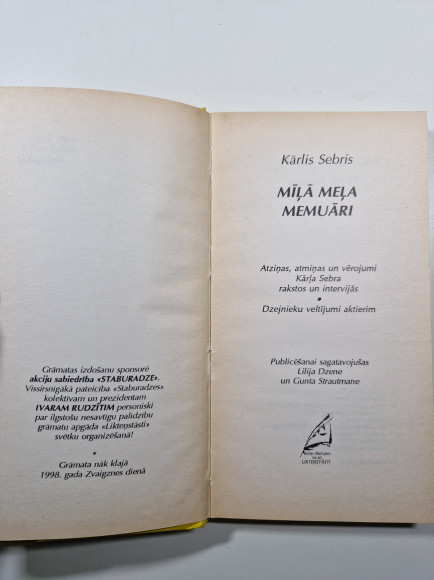 Grāmatas izdošanu sponsorē
akciju sabiedrība «STABURADZE».
Vissirsnīgākā pateicība «Staburadzes»
kolektīvam un prezidentam
IVARAM RUDZĪTIM personiski
par ilgstošu nesavtīgu palīdzību
grāmatu apgāda «Likteņstāsti»
svētku organizēšanā!
•
Grāmata nāk klajā
1998. gada Zvaigznes dienā
Kārlis Sebris
MĪĻĀ MEĻA
MEMUĀRI
Atziņas, atmiņas un vērojumi
Kārļa Sebra
rakstos un intervijās
•
Dzejnieku veltījumi aktierim
Publicēšanai sagatavojušas
Lilija Dzene
un Gunta Strautmane
LIKTEŅSTĀSTI